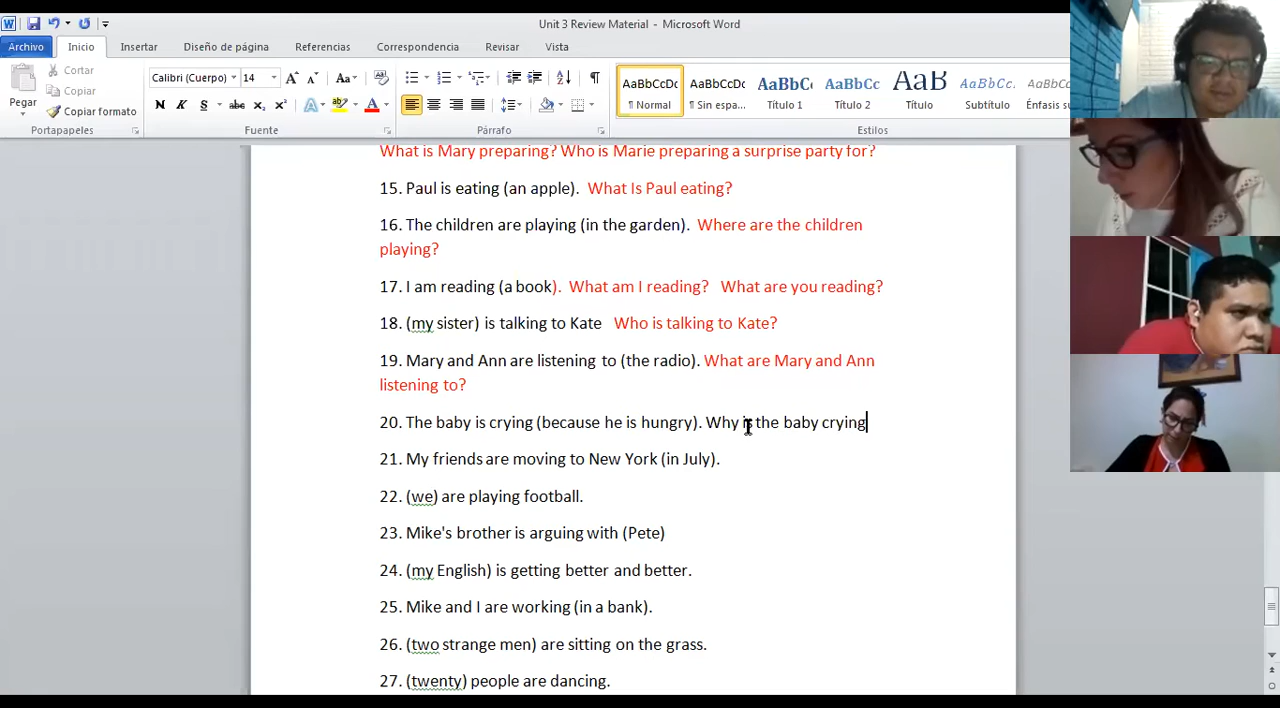 Unit 3 Review Material - Microsoft Word
Archivo Inicio Insertar Diseño de página Referencias Correspondencia Revisar Vista
Pegar
Cortar
Copiar
Copiar formato
Portapapeles
Calibri (Cuerpo) 14
N K S abc x₂ x²
Fuente
Párrafo
AaBbCcDc AaBbCcDc AaBbC AaBbCc AaB AaBbCc. AaBbCc
¶ Normal ¶ Sin espa... Título 1 Título 2 Título Subtítulo Énfasis su
Estilos
What is Mary preparing? Who is Marie preparing a surprise party for?
15. Paul is eating (an apple). What Is Paul eating?
16. The children are playing (in the garden). Where are the children
playing?
17. I am reading (a book). What am I reading? What are you reading?
18. (my sister) is talking to Kate Who is talking to Kate?
19. Mary and Ann are listening to (the radio). What are Mary and Ann
listening to?
20. The baby is crying (because he is hungry). Why is the baby crying
21. My friends are moving to New York (in July).
22. (we) are playing football.
23. Mike's brother is arguing with (Pete)
24. (my English) is getting better and better.
25. Mike and I are working (in a bank).
26. (two strange men) are sitting on the grass.
27. (twenty) people are dancing.